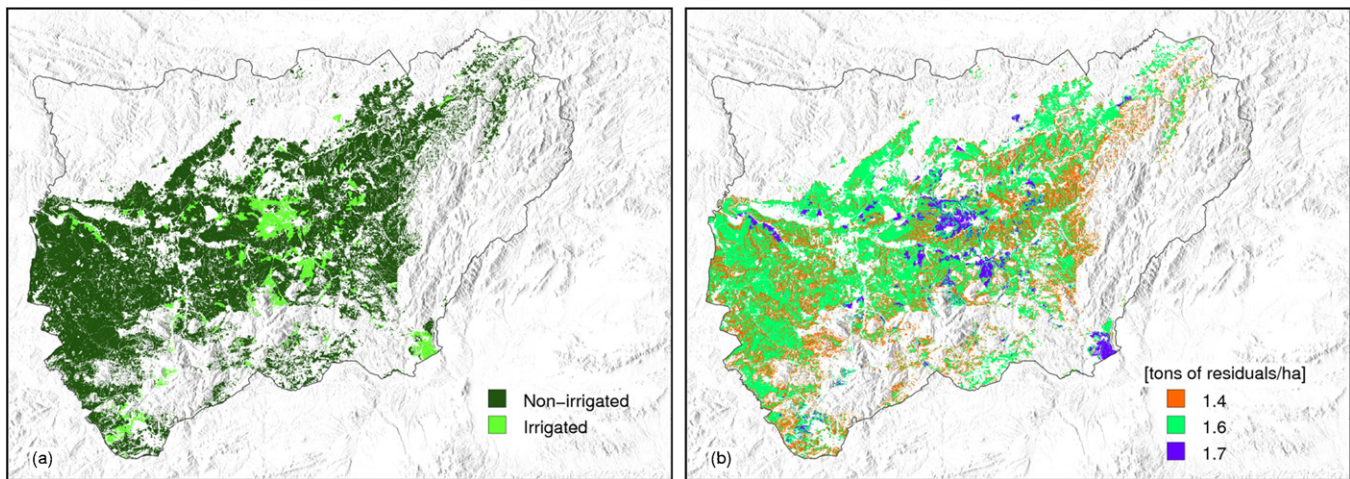 Non-irrigated
Irrigated
(a)
[tons of residuals/ha]
1.4
1.6
1.7
(b)